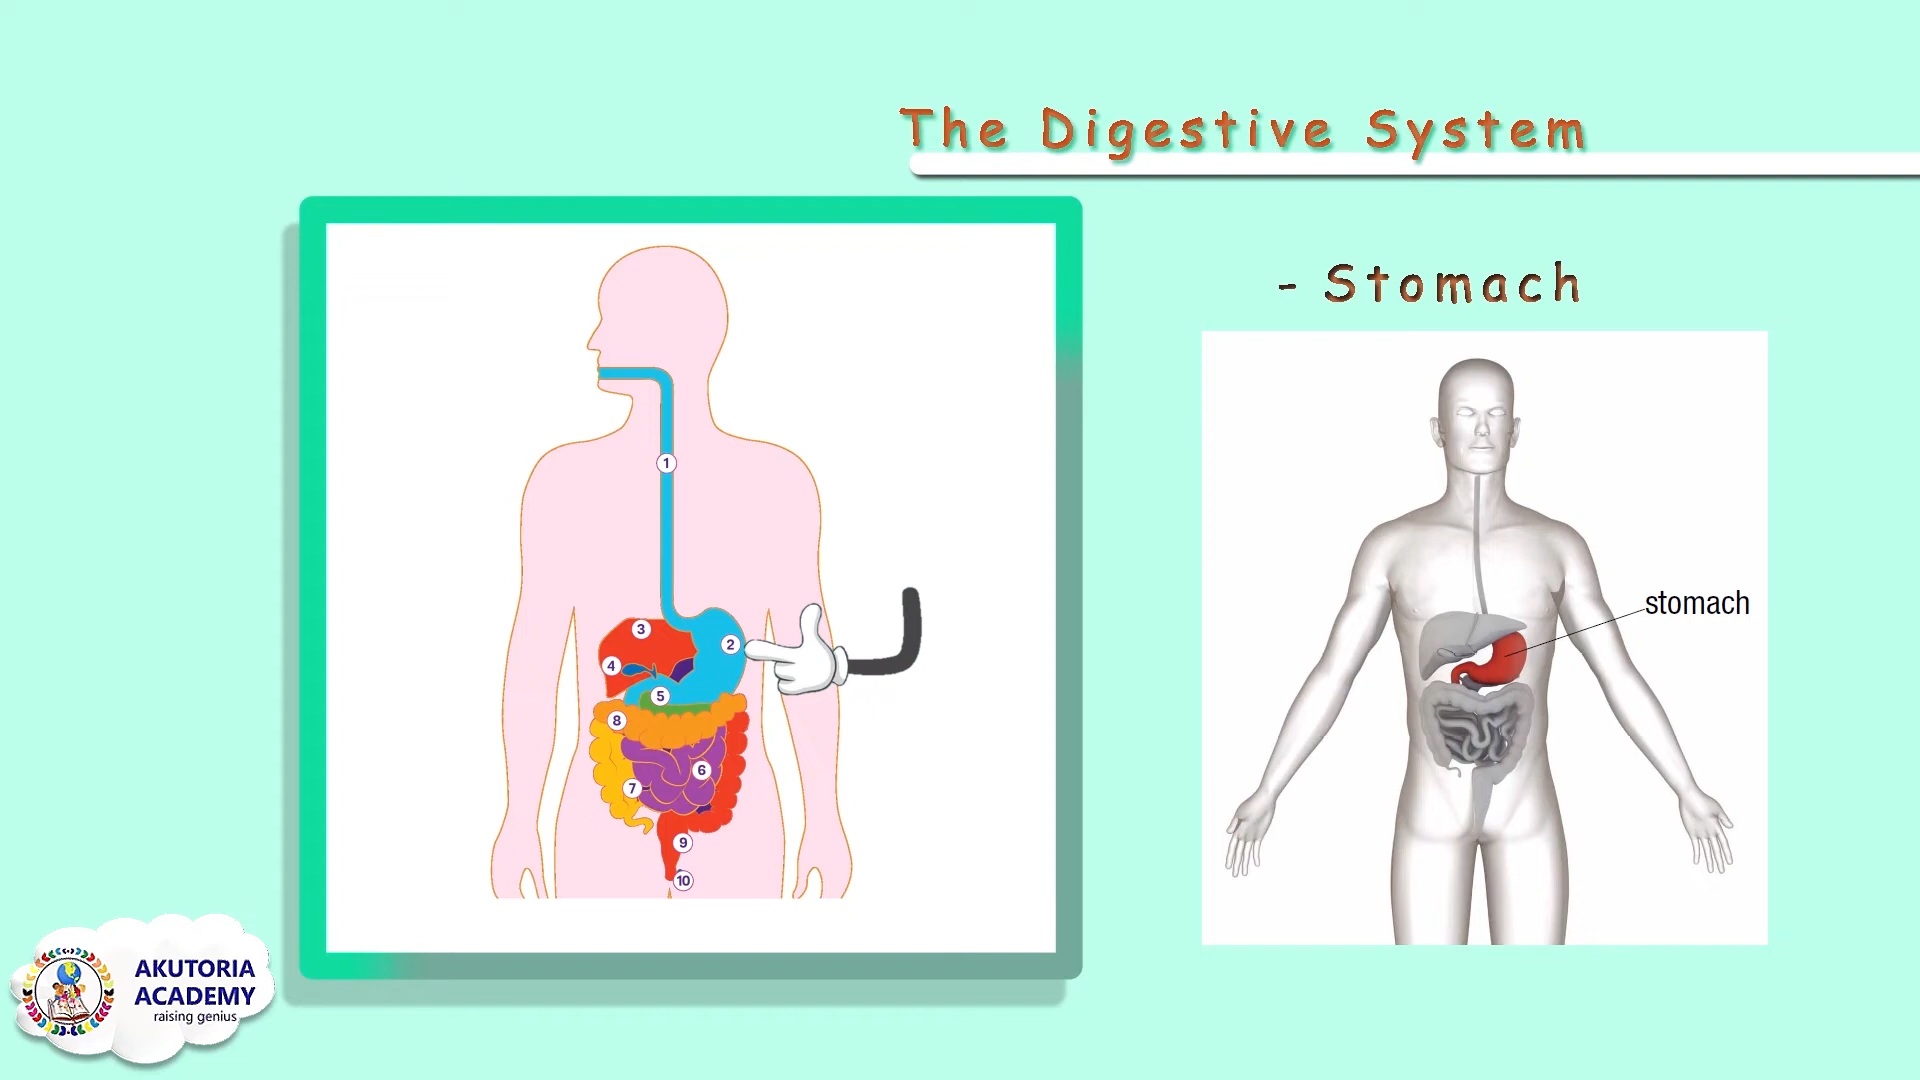 The Digestive System
- Stomach
1
2
3
4
5
8
6
7
9
10
stomach
AKUTORIA
ACADEMY
raising genius